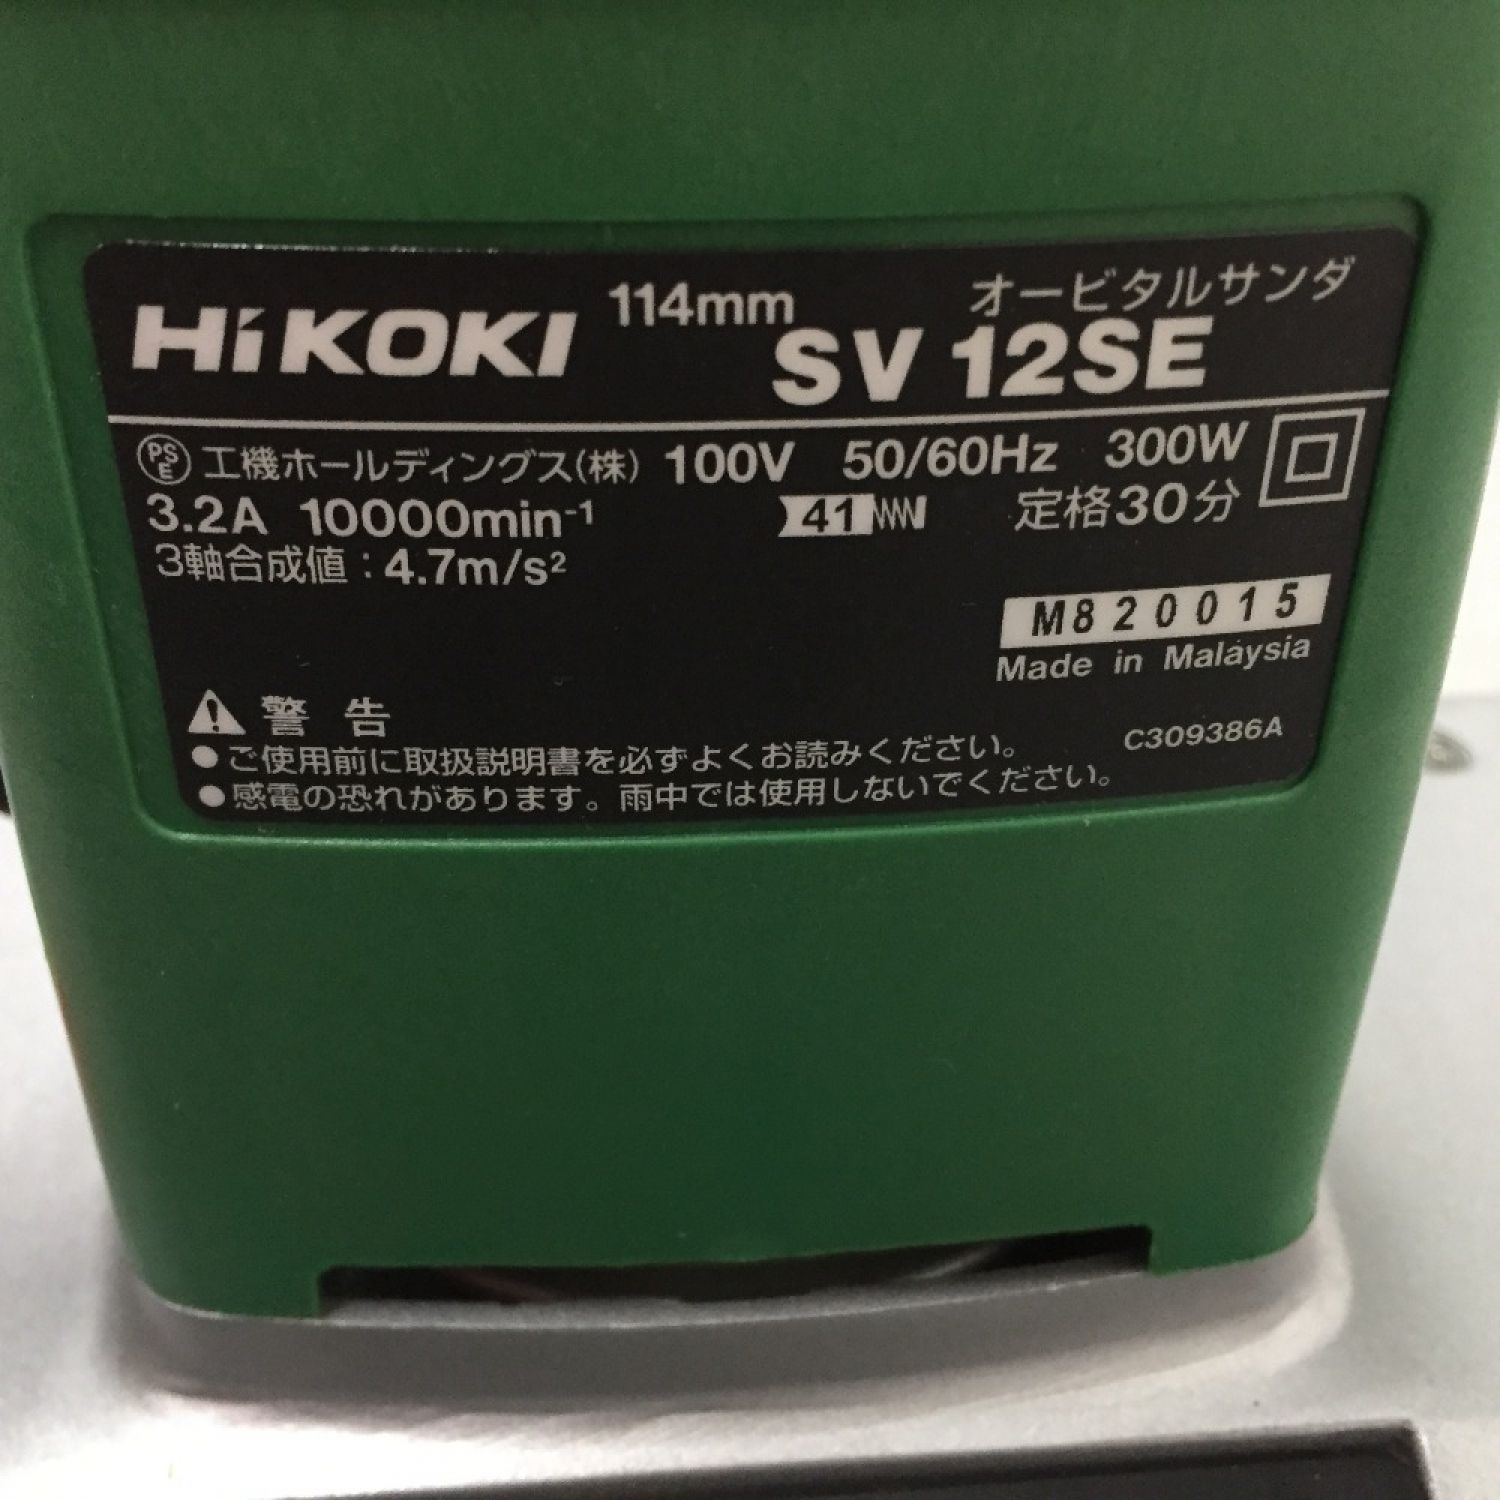 HiKOKI 114mm オービタルサンダ
SV 12SE
PSE 工機ホールディングス(株) 100V 50/60Hz 300W
3.2A 10000min-1 41 定格30分
3軸合成値:4.7m/s²
M820015
Made in Malaysia
警告
●ご使用前に取扱説明書を必ずよくお読みください。
C309386A
●感電の恐れがあります。雨中では使用しないでください。